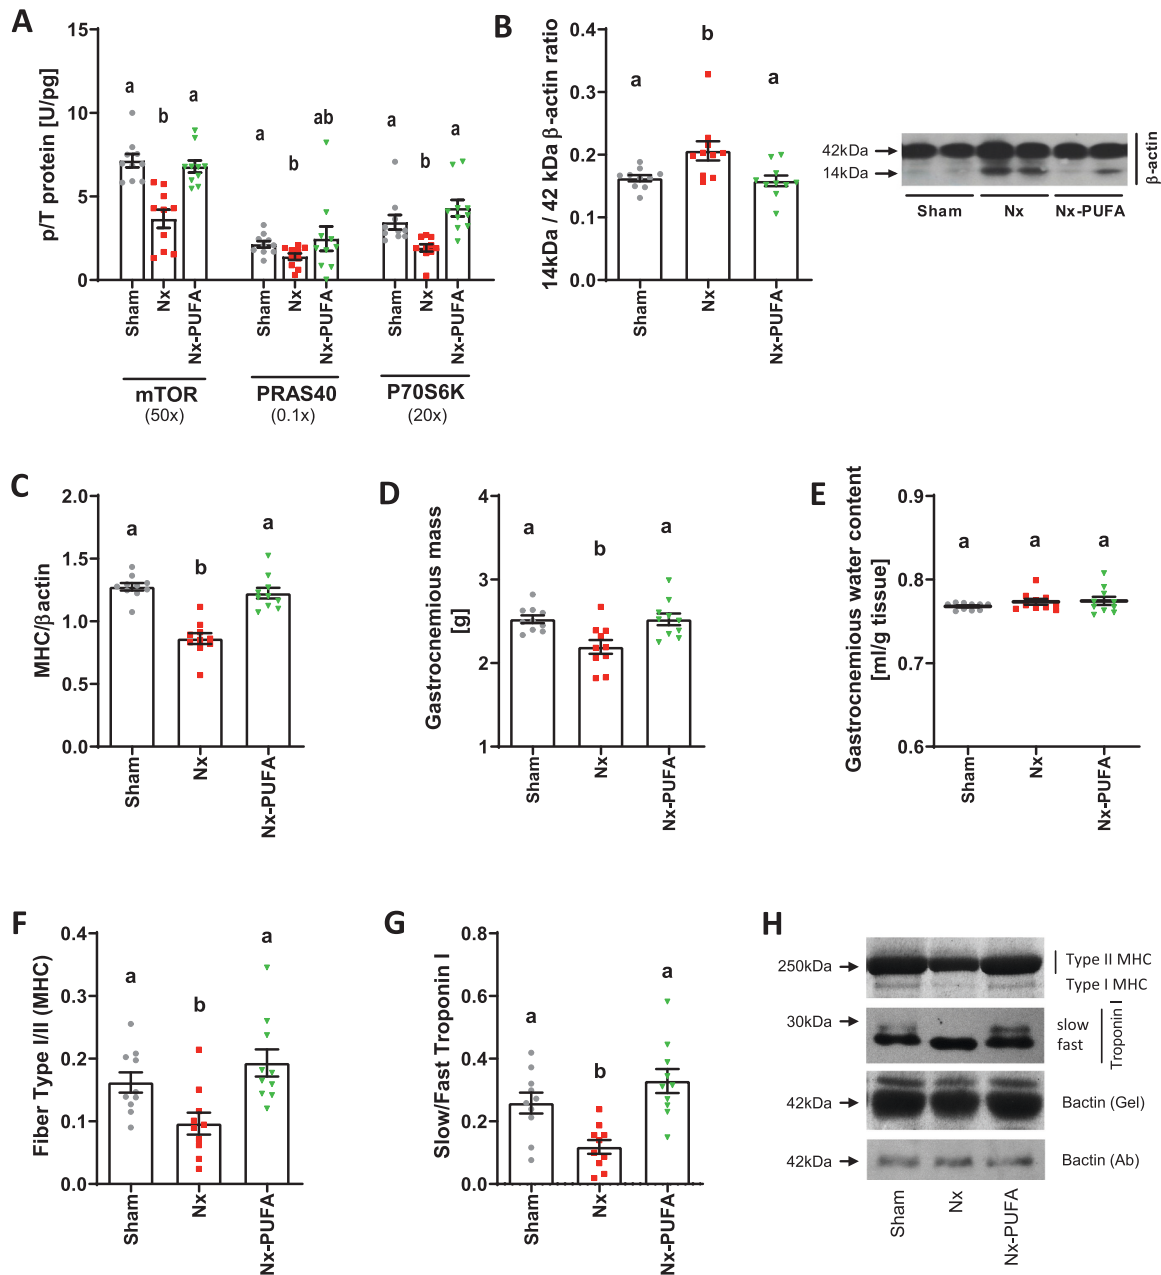 A
p/T protein [U/pg]
15
10
5
0
a
b
a
a
b
ab
a
b
a
Sham
Nx
Nx-PUFA
Sham
Nx
Nx-PUFA
Sham
Nx
Nx-PUFA
mTOR
(50x)
PRAS40
(0.1x)
P70S6K
(20x)
B
14kDa / 42 kDa β-actin ratio
0.4
0.3
0.2
0.1
0.0
a
b
a
Sham
Nx
Nx-PUFA
42kDa
14kDa
β-actin
Sham
Nx
Nx-PUFA
C
MHC/βactin
2.0
1.5
1.0
0.5
0.0
a
b
a
Sham
Nx
Nx-PUFA
D
Gastrocnemious mass
[g]
4
3
2
1
a
b
a
Sham
Nx
Nx-PUFA
E
Gastrocnemious water content
[ml/g tissue]
0.9
0.8
0.7
0.6
a
a
a
Sham
Nx
Nx-PUFA
F
Fiber Type I/II (MHC)
0.4
0.3
0.2
0.1
0.0
a
b
a
Sham
Nx
Nx-PUFA
G
Slow/Fast Troponin I
0.8
0.6
0.4
0.2
0.0
a
b
a
Sham
Nx
Nx-PUFA
H
250kDa
Type II MHC
Type I MHC
30kDa
slow
fast
Troponin I
42kDa
Bactin (Gel)
42kDa
Bactin (Ab)
Sham
Nx
Nx-PUFA